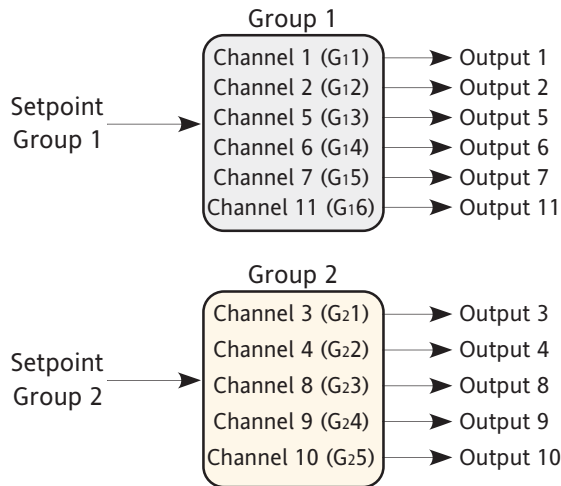 Group 1
Setpoint
Group 1
Channel 1 (G11) Output 1
Channel 2 (G12) Output 2
Channel 5 (G13) Output 5
Channel 6 (G14) Output 6
Channel 7 (G15) Output 7
Channel 11 (G16) Output 11
Group 2
Setpoint
Group 2
Channel 3 (G21) Output 3
Channel 4 (G22) Output 4
Channel 8 (G23) Output 8
Channel 9 (G24) Output 9
Channel 10 (G25) Output 10